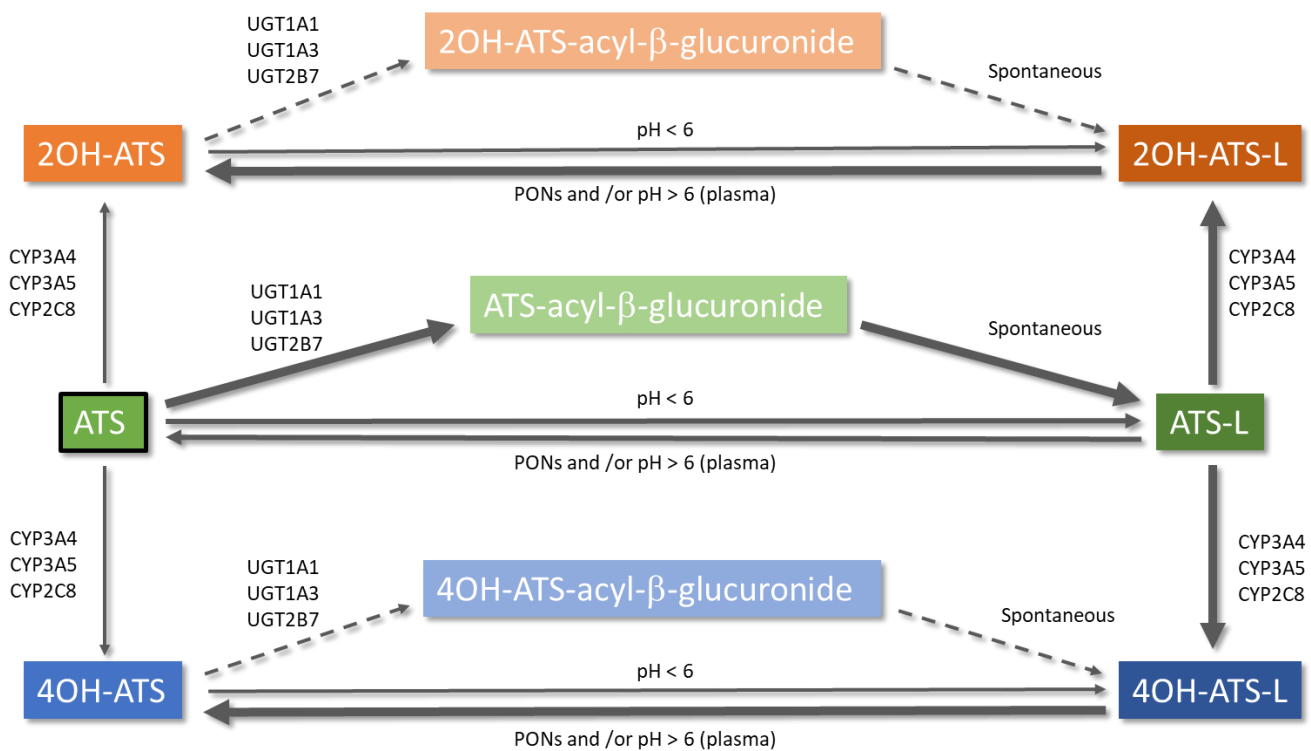 UGT1A1
UGT1A3
UGT2B7
2OH-ATS-acyl-β-glucuronide
Spontaneous
2OH-ATS
pH < 6
2OH-ATS-L
PONs and /or pH > 6 (plasma)
CYP3A4
CYP3A5
CYP2C8
CYP3A4
CYP3A5
CYP2C8
UGT1A1
UGT1A3
UGT2B7
ATS-acyl-β-glucuronide
Spontaneous
ATS
pH < 6
ATS-L
PONs and /or pH > 6 (plasma)
CYP3A4
CYP3A5
CYP2C8
CYP3A4
CYP3A5
CYP2C8
UGT1A1
UGT1A3
UGT2B7
4OH-ATS-acyl-β-glucuronide
Spontaneous
4OH-ATS
pH < 6
4OH-ATS-L
PONs and /or pH > 6 (plasma)